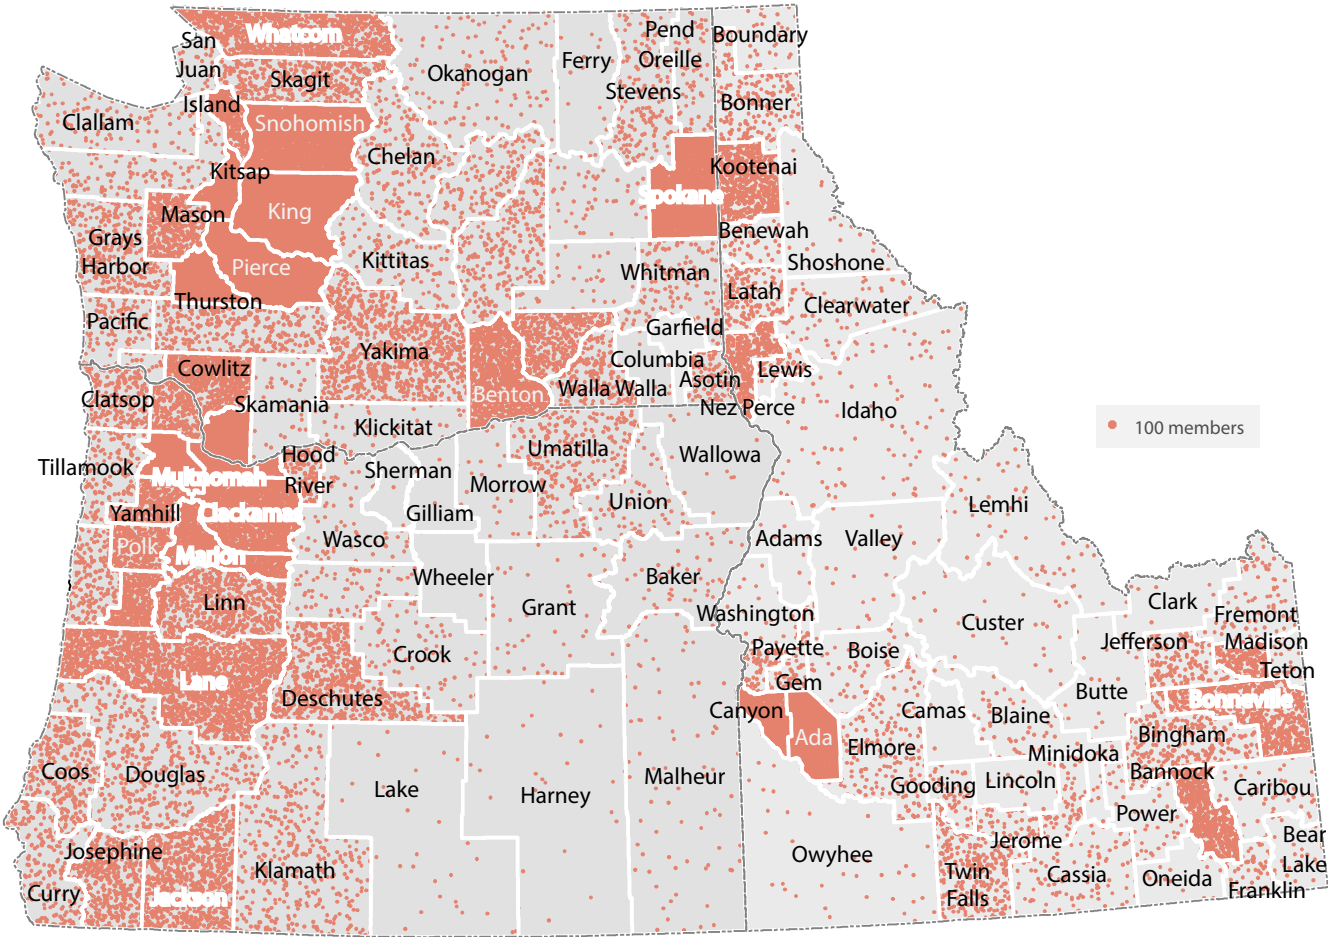 San
Juan
Whatcom
Skagit
Okanogan
Ferry
Pend
Oreille
Stevens
Boundary
Bonner
Clallam
Island
Snohomish
Chelan
Kitsap
Kootenai
Mason
King
Spokane
Grays
Harbor
Kittitas
Benewah
Pierce
Whitman
Shoshone
Thurston
Latah
Clearwater
Pacific
Garfield
Yakima
Columbia
Cowlitz
Lewis
Asotin
Walla Walla
Benton
Clatsop
Skamania
Nez Perce
Idaho
Klickitat
100 members
Tillamook
Hood
River
Sherman
Umatilla
Wallowa
Multnomah
Morrow
Union
Lemhi
Yamhill
Clackamas
Gilliam
Wasco
Adams
Valley
Polk
Marion
Wheeler
Baker
Linn
Grant
Washington
Custer
Clark
Fremont
Jefferson
Madison
Crook
Payette
Boise
Teton
Lane
Deschutes
Gem
Butte
Bonneville
Canyon
Camas
Blaine
Ada
Elmore
Minidoka
Bingham
Coos
Douglas
Lake
Harney
Malheur
Gooding
Lincoln
Bannock
Caribou
Power
Josephine
Jerome
Bear
Lake
Owyhee
Klamath
Curry
Jackson
Twin
Falls
Cassia
Oneida
Franklin